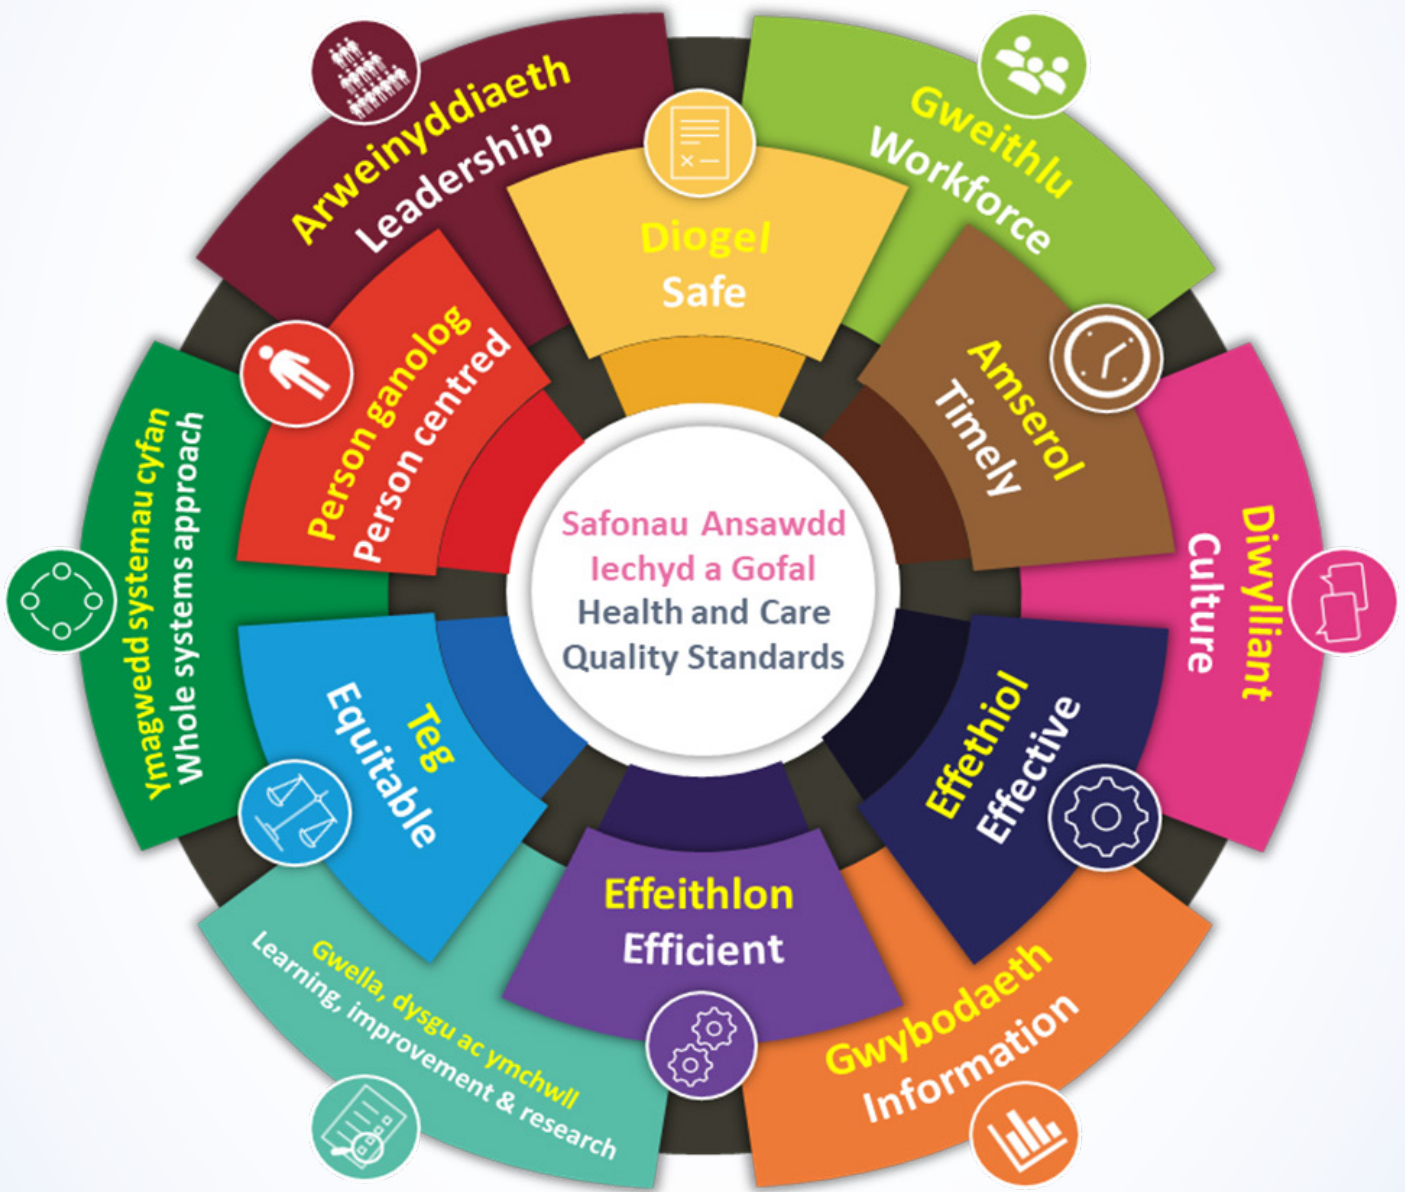 Arweinyddiaeth
Leadership
Gweithlu
Workforce
Diogel
Safe
Person ganolog
Person centred
Amserol
Timely
Ymagwedd systemau cyfan
Whole systems approach
Safonau Ansawdd
Iechyd a Gofal
Health and Care
Quality Standards
Diwylliant
Culture
Teg
Equitable
Effethiol
Effective
Effeithlon
Efficient
Gwella, dysgu ac ymchwll
Learning, improvement & research
Gwybodaeth
Information